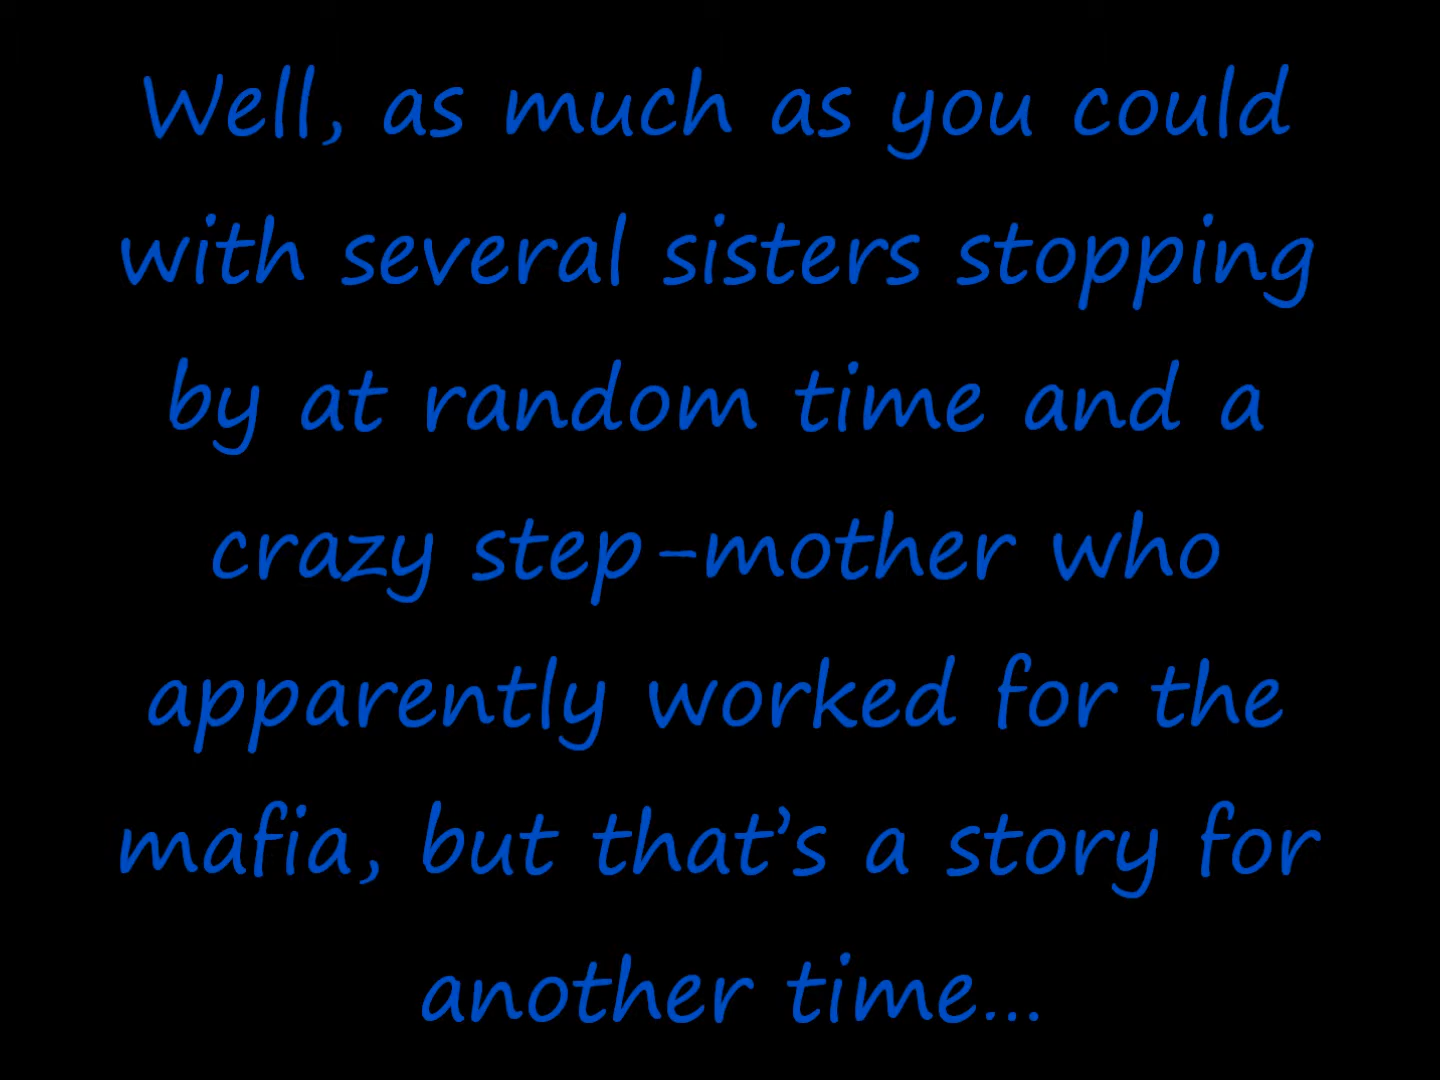 Well, as much as you could
with several sisters stopping
by at random time and a
crazy step-mother who
apparently worked for the
mafia, but that’s a story for
another time...